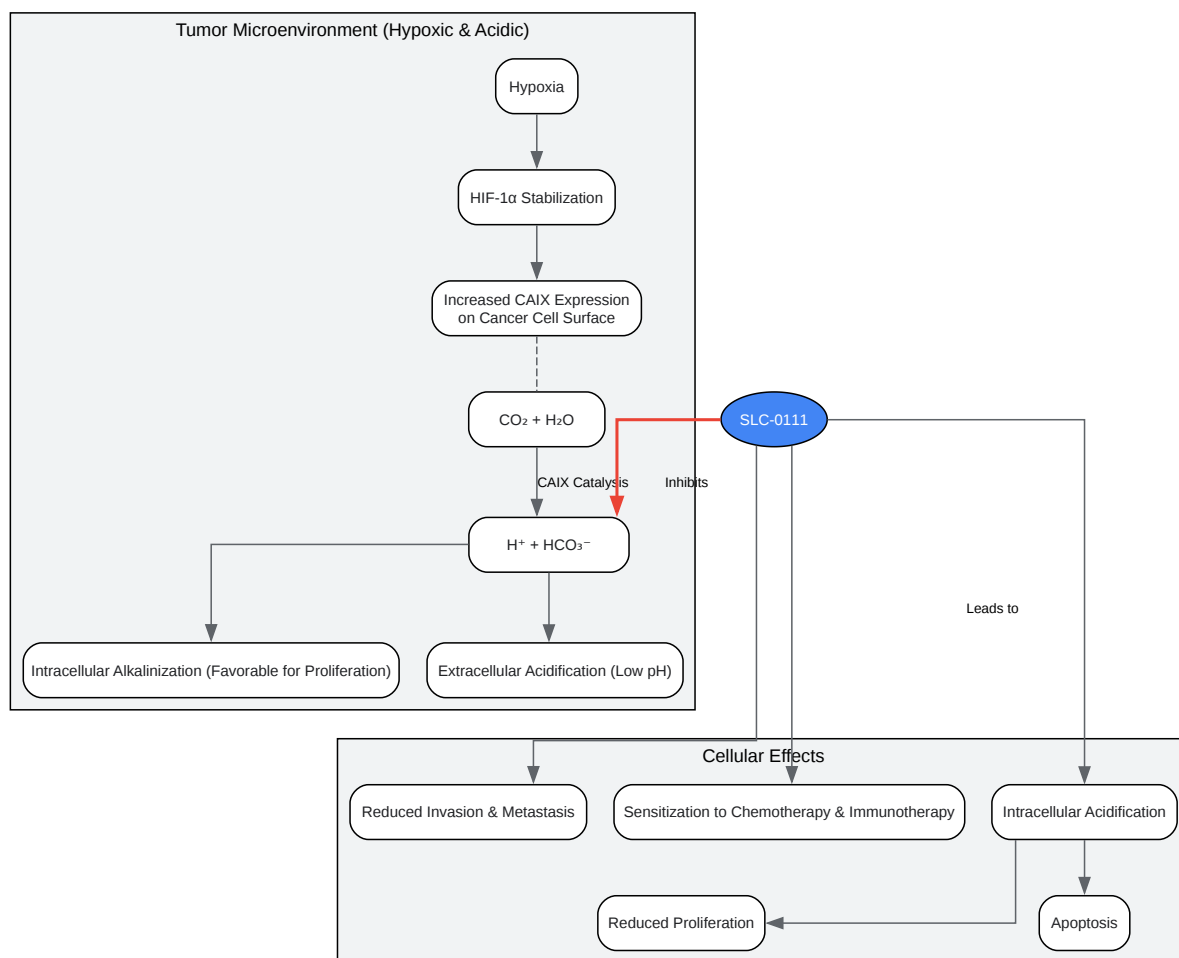 Tumor Microenvironment (Hypoxic & Acidic)
Hypoxia
HIF-1α Stabilization
Increased CAIX Expression
on Cancer Cell Surface
CO₂ + H₂O
SLC-0111
CAIX Catalysis
Inhibits
H⁺ + HCO₃⁻
Leads to
Intracellular Alkalinization (Favorable for Proliferation)
Extracellular Acidification (Low pH)
Cellular Effects
Reduced Invasion & Metastasis
Sensitization to Chemotherapy & Immunotherapy
Intracellular Acidification
Reduced Proliferation
Apoptosis